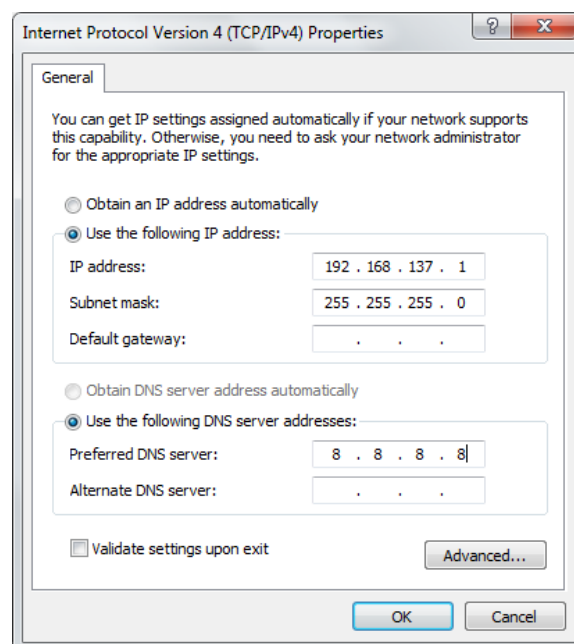 Internet Protocol Version 4 (TCP/IPv4) Properties
?
X
General
You can get IP settings assigned automatically if your network supports
this capability. Otherwise, you need to ask your network administrator
for the appropriate IP settings.
Obtain an IP address automatically
Use the following IP address:
IP address: 192 . 168 . 137 . 1
Subnet mask: 255 . 255 . 255 . 0
Default gateway: . . .
Obtain DNS server address automatically
Use the following DNS server addresses:
Preferred DNS server: 8 . 8 . 8 . 8
Alternate DNS server: . . .
Validate settings upon exit
Advanced...
OK Cancel